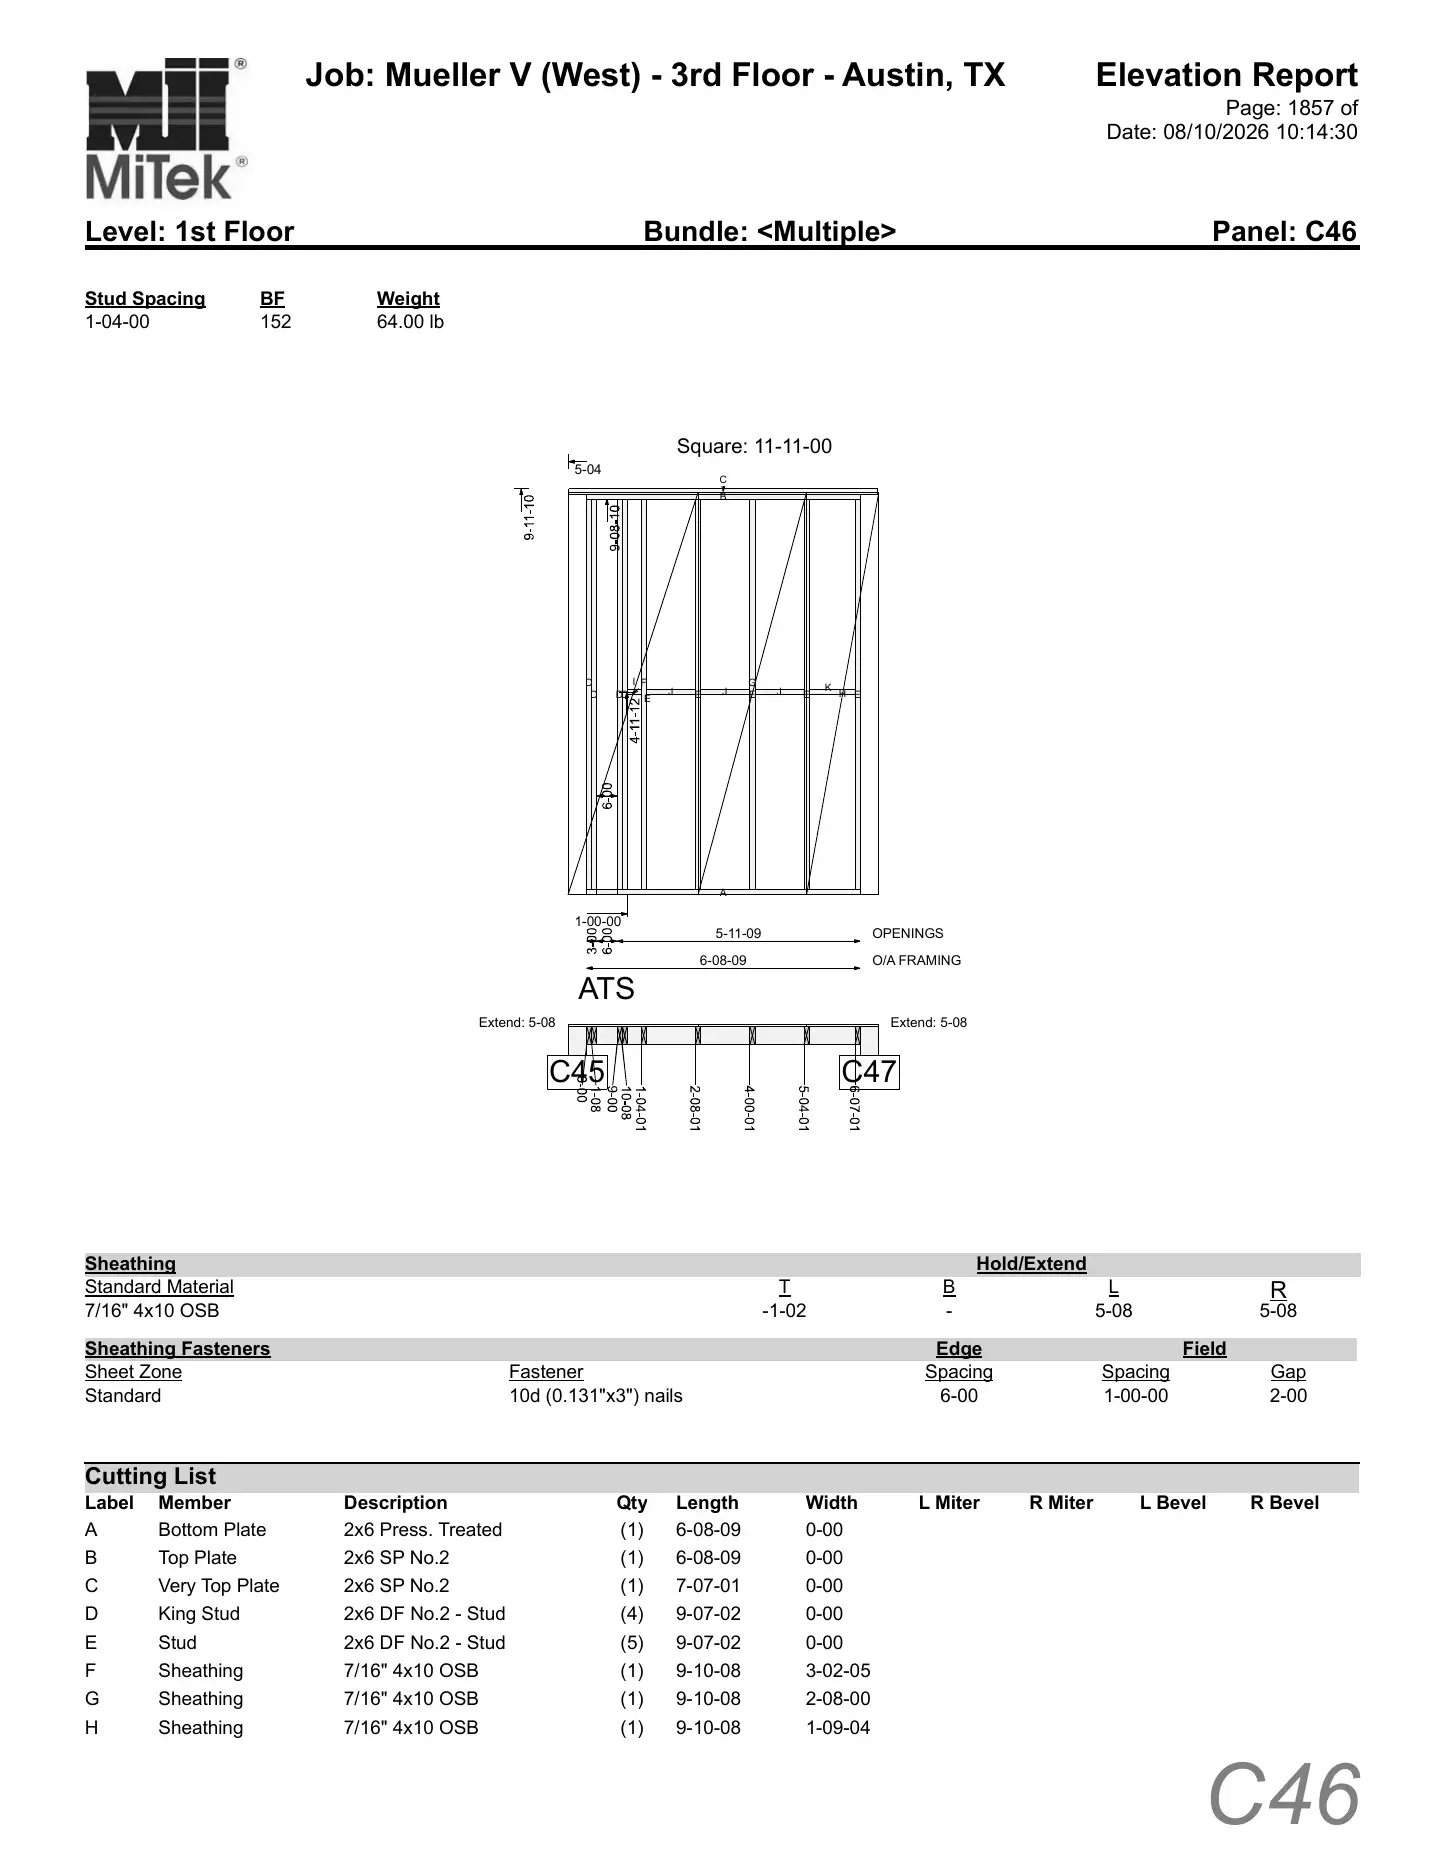 Job: Mueller V (West) - 3rd Floor - Austin, TX
Elevation Report
Page: 1857 of
Date: 08/10/2026 10:14:30
MiTek®
Level: 1st Floor Bundle: <Multiple> Panel: C46
Stud Spacing BF Weight
1-04-00 152 64.00 lb
Square: 11-11-00
5-04
C
B
9-11-10
9-08-10
I F G K
J J J H
E
4-11-12
6-00
A
1-00-00
3-00 6-00
5-11-09 OPENINGS
6-08-09 O/A FRAMING
ATS
Extend: 5-08 Extend: 5-08
C45 C47
1-08 9-00 10-08 1-04-01 2-08-01 4-00-01 5-04-01 6-07-01
Sheathing Hold/Extend
Standard Material T B L R
7/16" 4x10 OSB -1-02 - 5-08 5-08
Sheathing Fasteners Edge Field
Sheet Zone Fastener Spacing Spacing Gap
Standard 10d (0.131"x3") nails 6-00 1-00-00 2-00
Cutting List
Label Member Description Qty Length Width L Miter R Miter L Bevel R Bevel
A Bottom Plate 2x6 Press. Treated (1) 6-08-09 0-00
B Top Plate 2x6 SP No.2 (1) 6-08-09 0-00
C Very Top Plate 2x6 SP No.2 (1) 7-07-01 0-00
D King Stud 2x6 DF No.2 - Stud (4) 9-07-02 0-00
E Stud 2x6 DF No.2 - Stud (5) 9-07-02 0-00
F Sheathing 7/16" 4x10 OSB (1) 9-10-08 3-02-05
G Sheathing 7/16" 4x10 OSB (1) 9-10-08 2-08-00
H Sheathing 7/16" 4x10 OSB (1) 9-10-08 1-09-04
C46